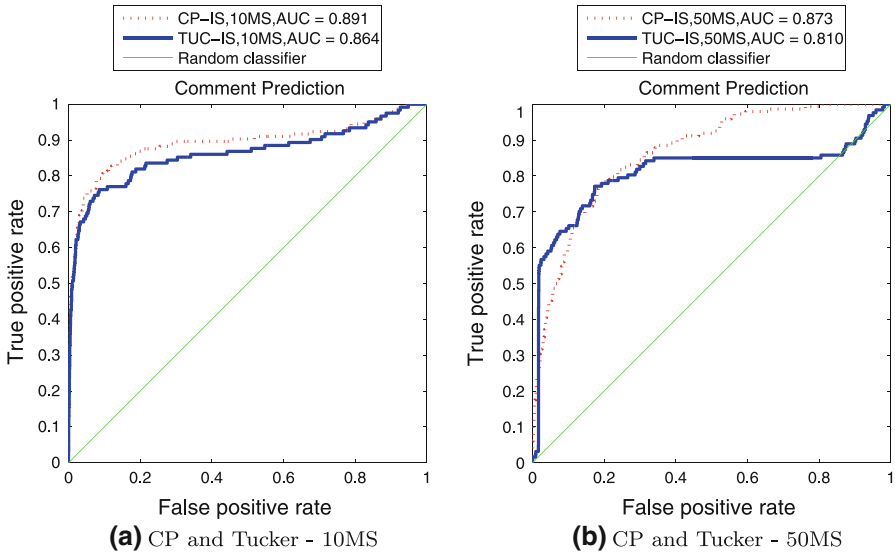 CP-IS,10MS,AUC = 0.891
TUC-IS,10MS,AUC = 0.864
Random classifier
Comment Prediction
1
0.9
0.8
0.7
0.6
0.5
0.4
0.3
0.2
0.1
0
True positive rate
0 0.2 0.4 0.6 0.8 1
False positive rate
(a) CP and Tucker - 10MS
CP-IS,50MS,AUC = 0.873
TUC-IS,50MS,AUC = 0.810
Random classifier
Comment Prediction
1
0.9
0.8
0.7
0.6
0.5
0.4
0.3
0.2
0.1
0
True positive rate
0 0.2 0.4 0.6 0.8 1
False positive rate
(b) CP and Tucker - 50MS